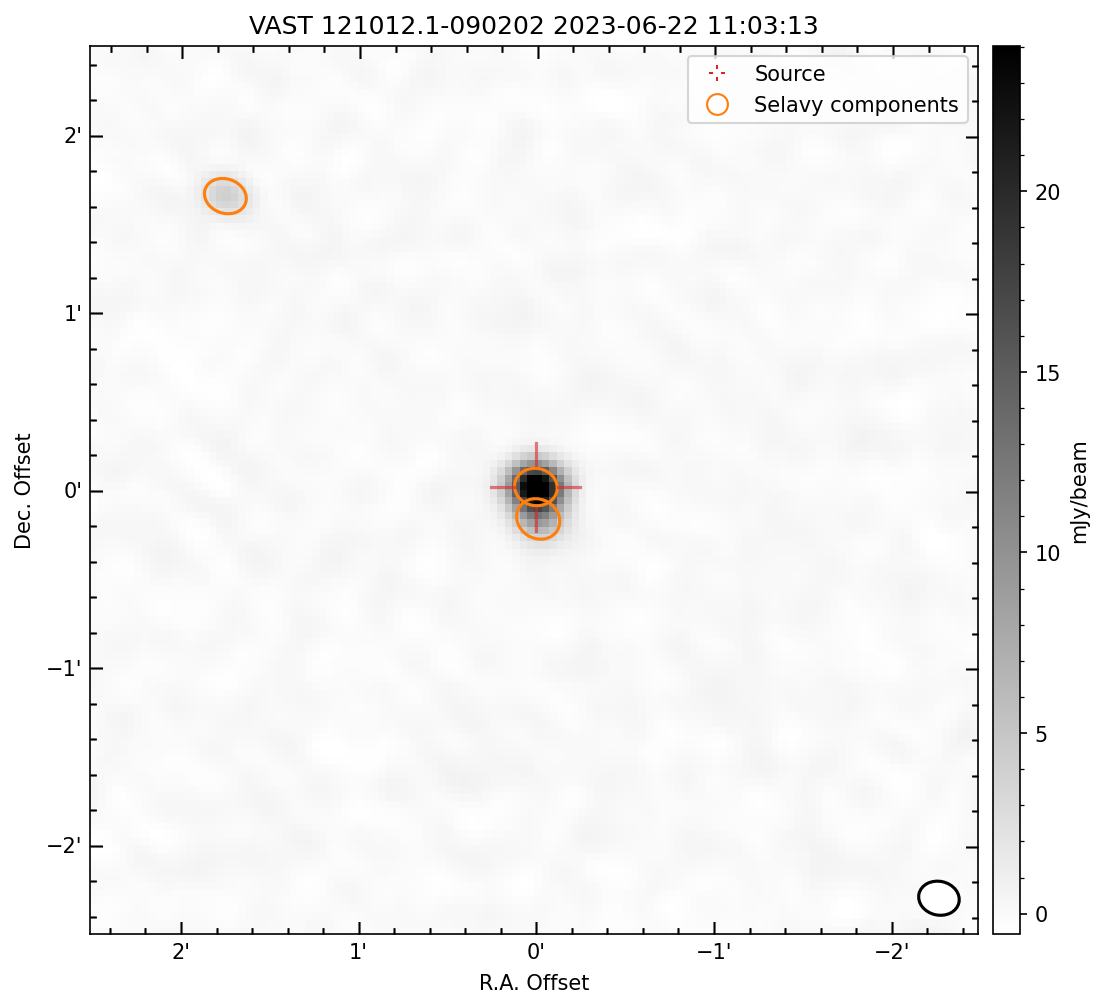 VAST 121012.1-090202 2023-06-22 11:03:13
Source
Selavy components
2'
1'
0'
−1'
−2'
Dec. Offset
2'
1'
0'
−1'
−2'
R.A. Offset
20
15
10
5
0
mJy/beam